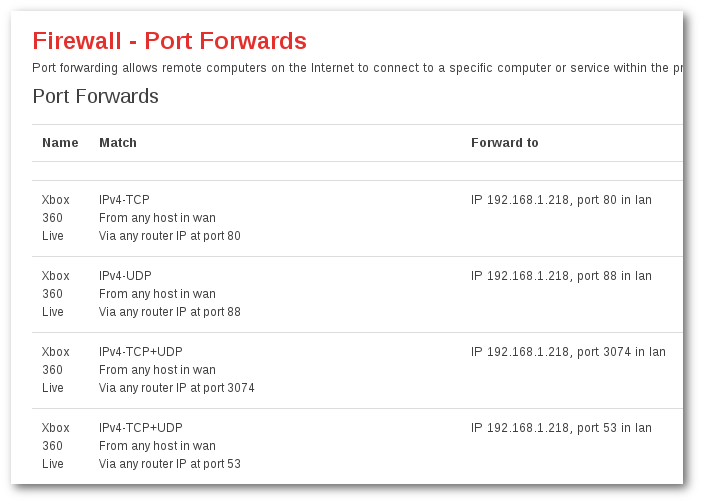 Firewall - Port Forwards
Port forwarding allows remote computers on the Internet to connect to a specific computer or service within the
Port Forwards
Name Match Forward to
Xbox 360 Live
IPv4-TCP
From any host in wan
Via any router IP at port 80
IP 192.168.1.218, port 80 in lan
Xbox 360 Live
IPv4-UDP
From any host in wan
Via any router IP at port 88
IP 192.168.1.218, port 88 in lan
Xbox 360 Live
IPv4-TCP+UDP
From any host in wan
Via any router IP at port 3074
IP 192.168.1.218, port 3074 in lan
Xbox 360 Live
IPv4-TCP+UDP
From any host in wan
Via any router IP at port 53
IP 192.168.1.218, port 53 in lan